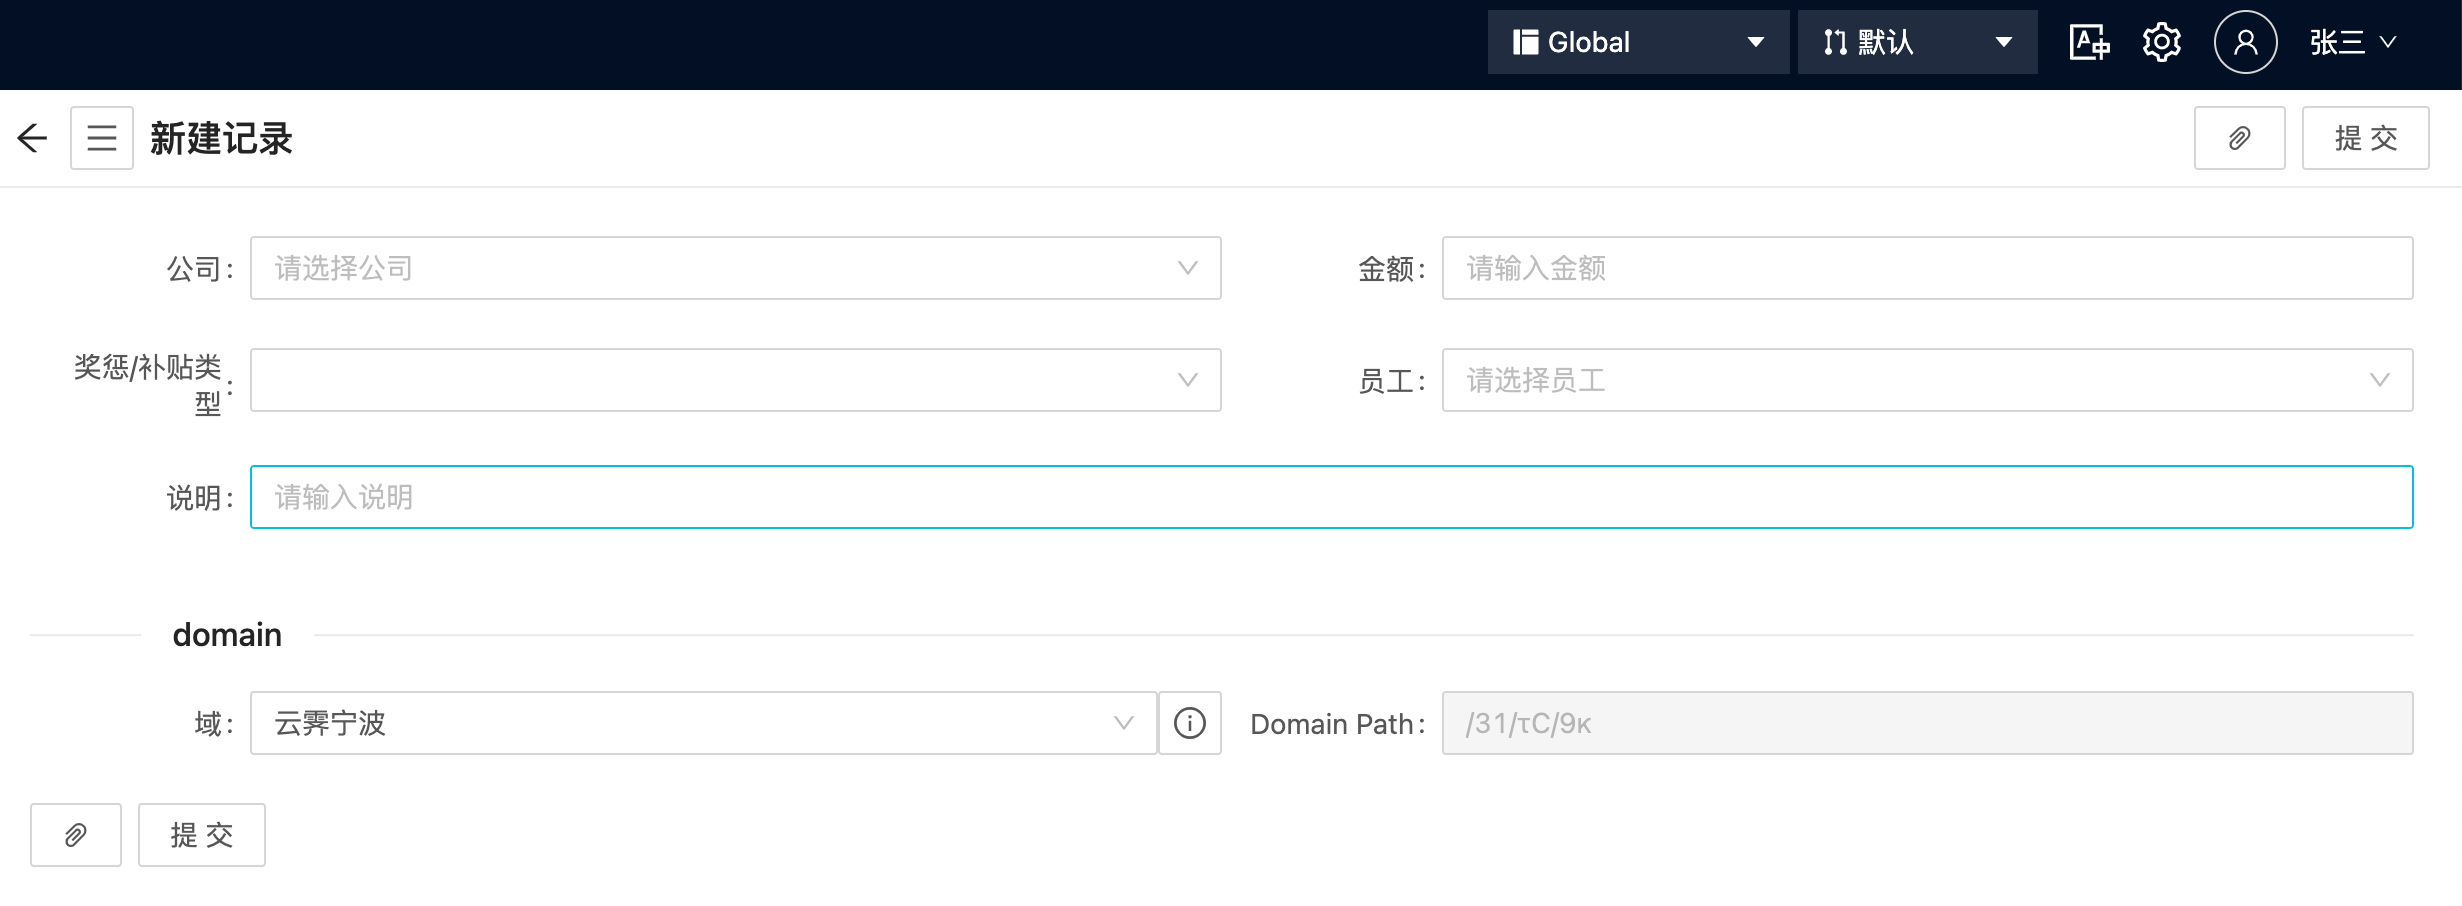 Global
默认
张三
新建记录
提 交
公司:
请选择公司
金额:
请输入金额
奖惩/补贴类
型:
员工:
请选择员工
说明:
请输入说明
domain
域:
云霁宁波
Domain Path:
/31/τC/9κ
提 交